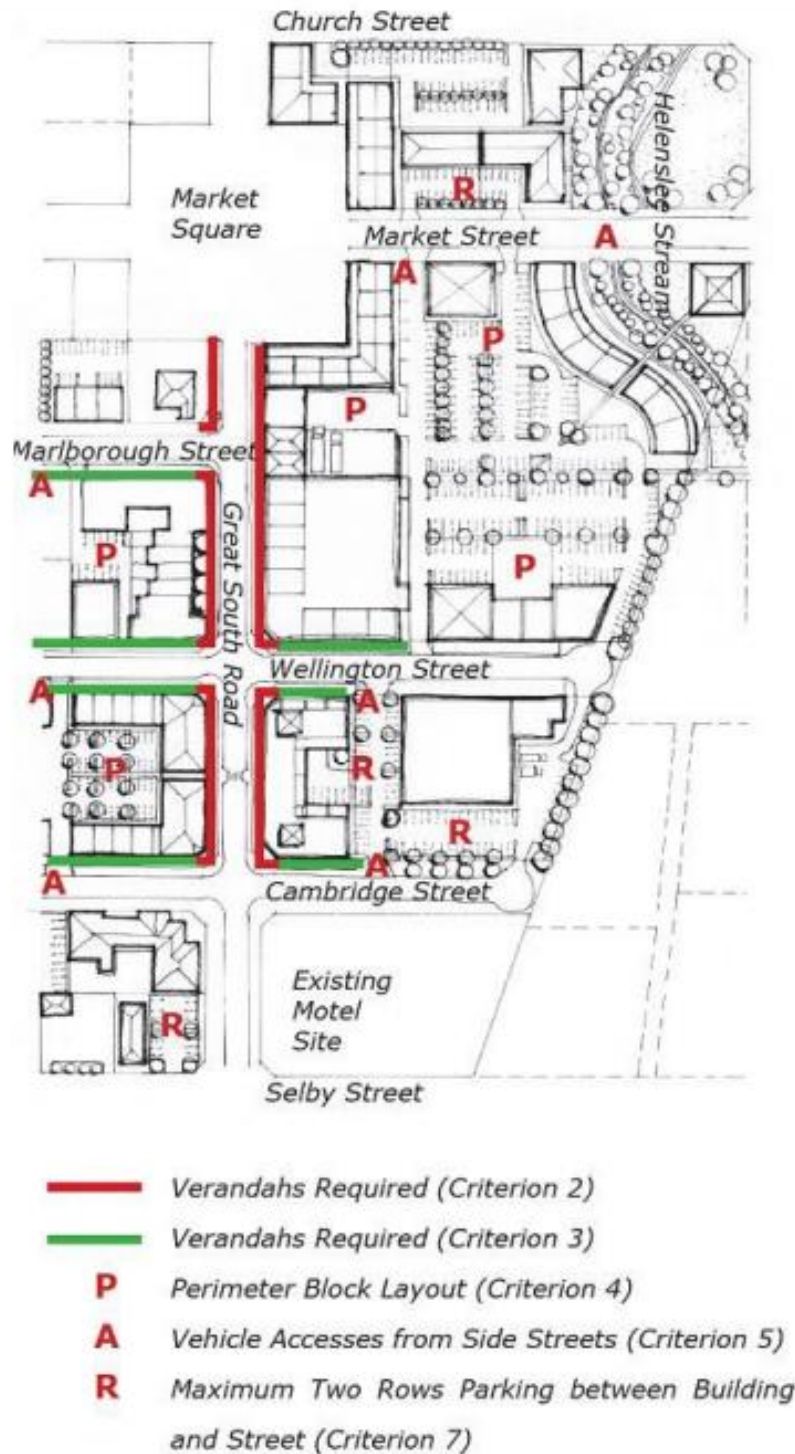 Church Street
Helenslee Stream
Market
Square
R
Market Street
A
A
P
P
Marlborough Street
A
Great South Road
P
P
Wellington Street
A
A
P
R
R
A
A
Cambridge Street
Existing
Motel
Site
R
Selby Street
Verandahs Required (Criterion 2)
Verandahs Required (Criterion 3)
P Perimeter Block Layout (Criterion 4)
A Vehicle Accesses from Side Streets (Criterion 5)
R Maximum Two Rows Parking between Building
and Street (Criterion 7)